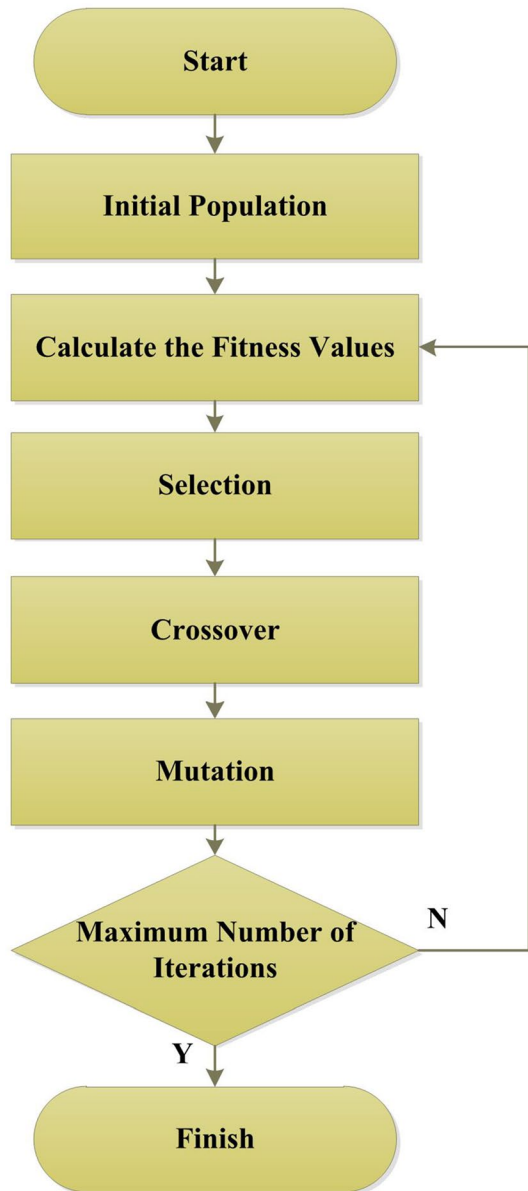 Start
Initial Population
Calculate the Fitness Values
Selection
Crossover
Mutation
Maximum Number of
Iterations
N
Y
Finish